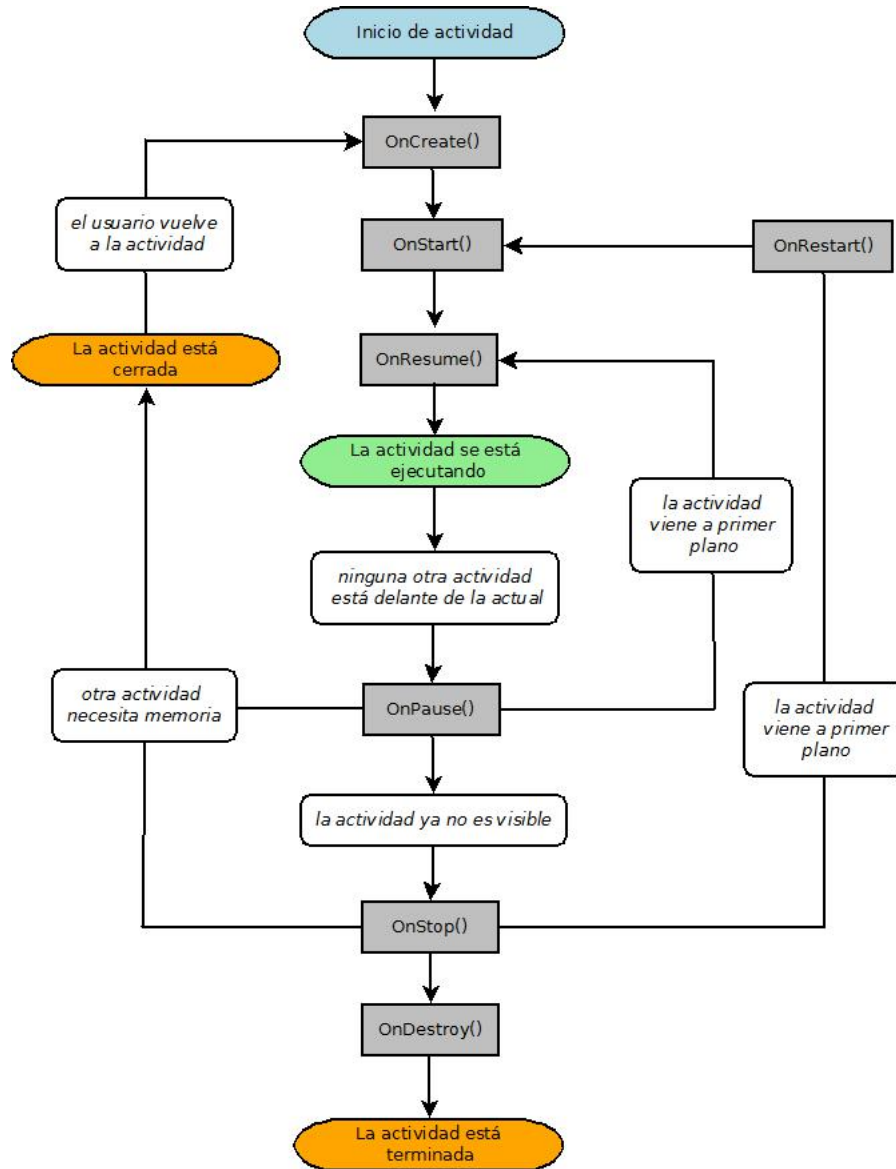 Inicio de actividad
OnCreate()
el usuario vuelve
a la actividad
OnStart()
OnRestart()
La actividad está
cerrada
OnResume()
La actividad se está
ejecutando
la actividad
viene a primer
plano
ninguna otra actividad
está delante de la actual
otra actividad
necesita memoria
OnPause()
la actividad
viene a primer
plano
la actividad ya no es visible
OnStop()
OnDestroy()
La actividad está
terminada